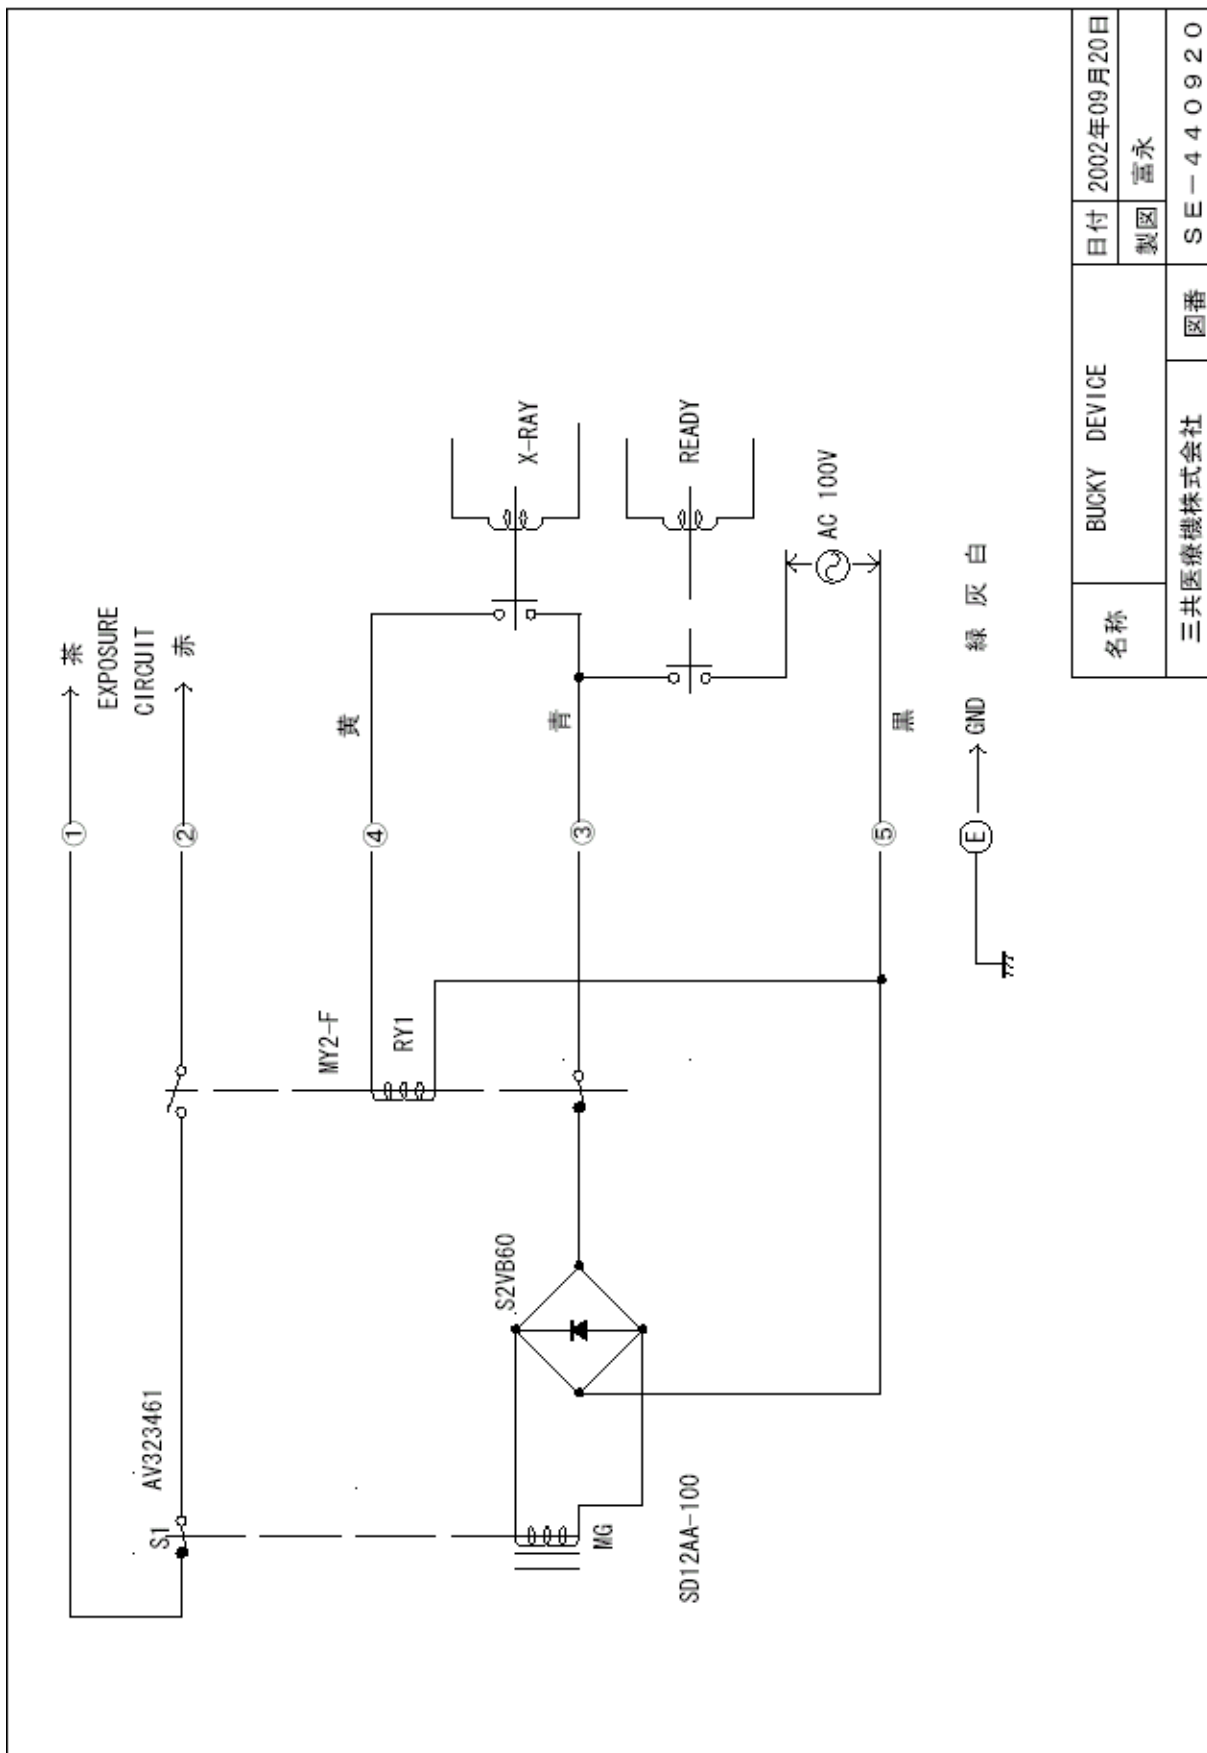 S1
AV323461
MG
SD12AA-100
S2VB60
MY2-F
RY1
① 茶
EXPOSURE
CIRCUIT
② 赤
④ 黄
③ 青
⑤ 黒
X-RAY
READY
AC 100V
E GND 緑 灰 白
名称 BUCKY DEVICE
日付 2002年09月20日
製図 富永
三共医療機株式会社
図番 SE-440920